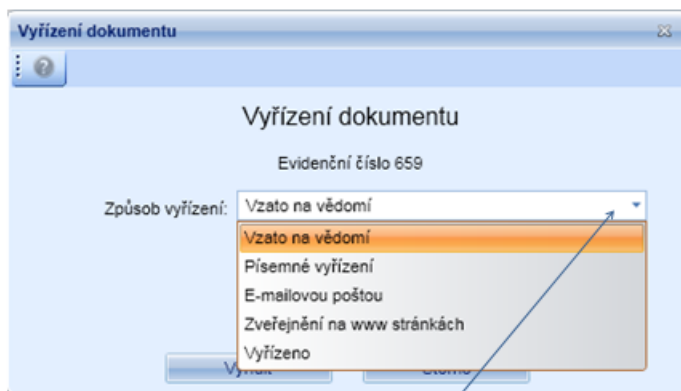 Vyřízení dokumentu
Vyřízení dokumentu
Evidenční číslo 659
Způsob vyřízení: Vzato na vědomí
Vzato na vědomí
Písemné vyřízení
E-mailovou poštou
Zveřejnění na www stránkách
Vyřízeno